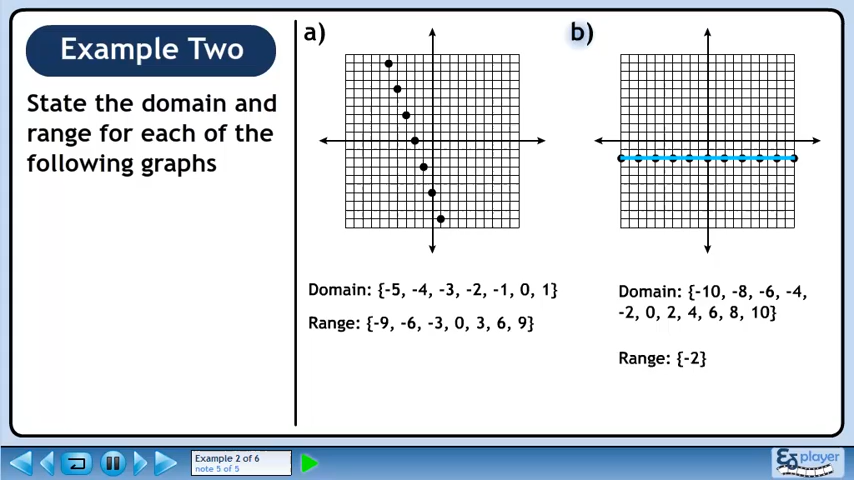 Example Two
State the domain and
range for each of the
following graphs
a)
Domain: {-5, -4, -3, -2, -1, 0, 1}
Range: {-9, -6, -3, 0, 3, 6, 9}
b)
Domain: {-10, -8, -6, -4,
-2, 0, 2, 4, 6, 8, 10}
Range: {-2}
Example 2 of 6
note 5 of 5
player